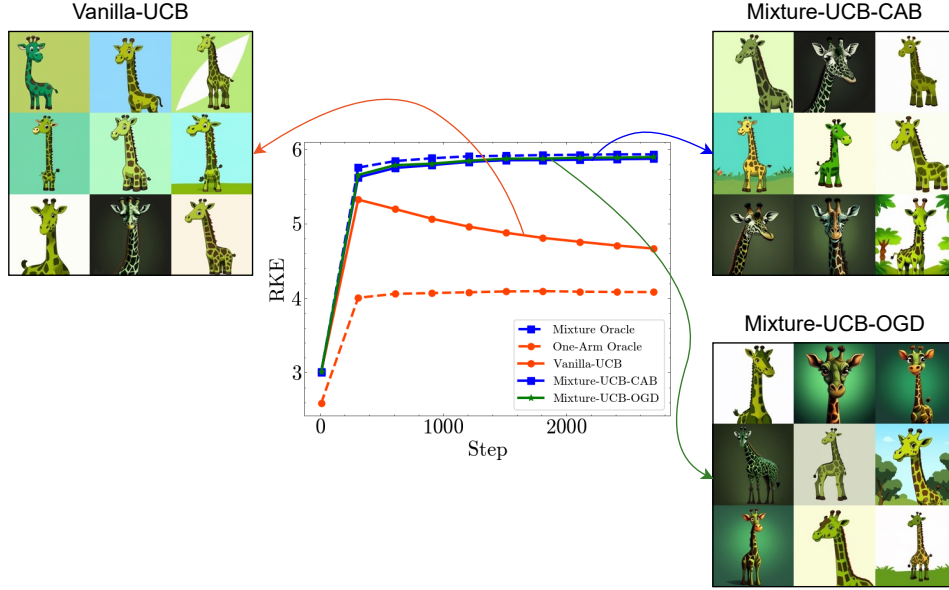 Vanilla-UCB
Mixture-UCB-CAB
6
5
4
3
RKE
0
1000
2000
Step
Mixture Oracle
One-Arm Oracle
Vanilla-UCB
Mixture-UCB-CAB
Mixture-UCB-OGD
Mixture-UCB-OGD